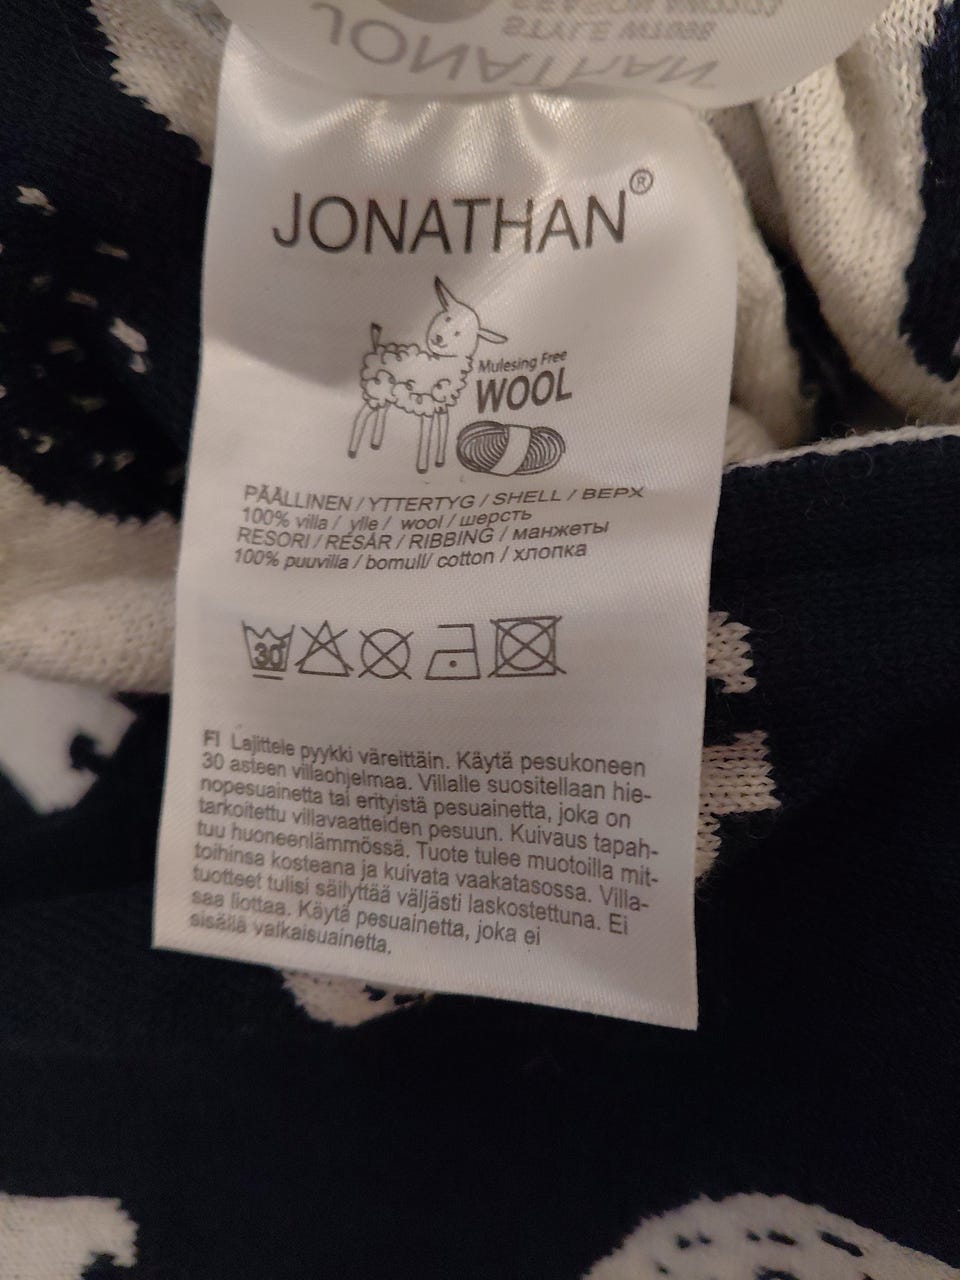 STYLE WT088
JONATHAN
JONATHAN®
Mulesing Free
WOOL
PÄÄLLINEN / YTTERTYG / SHELL / ВЕРХ
100% villa / ylle / wool / шерсть
RESORI / RESÅR / RIBBING / манжеты
100% puuvilla / bomull/ cotton / хлопка
30
FI Lajittele pyykki väreittäin. Käytä pesukoneen
30 asteen villaohjelmaa. Villalle suositellaan hie-
nopesuainetta tai erityistä pesuainetta, joka on
tarkoitettu villavaatteiden pesuun. Kuivaus tapah-
tuu huoneenlämmössä. Tuote tulee muotoilla mit-
toihinsa kosteana ja kuivata vaakatasossa. Villa-
tuotteet tulisi säilyttää väljästi laskostettuna. Ei
saa liottaa. Käytä pesuainetta, joka ei
sisällä valkaisuainetta.